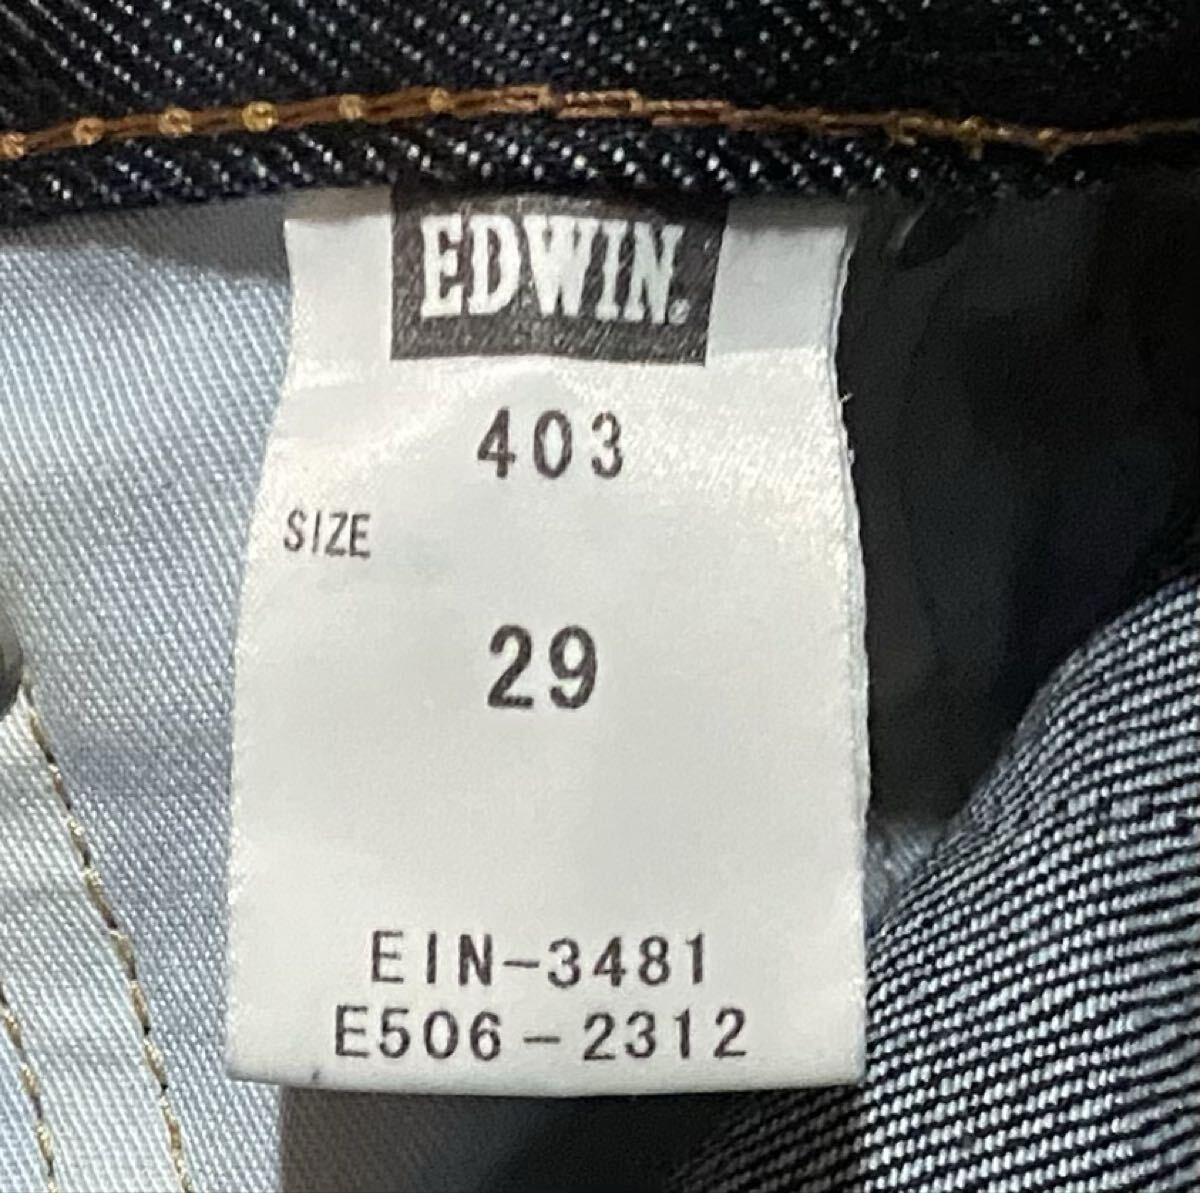 EDWIN®
403
SIZE
29
EIN-3481
E506-2312